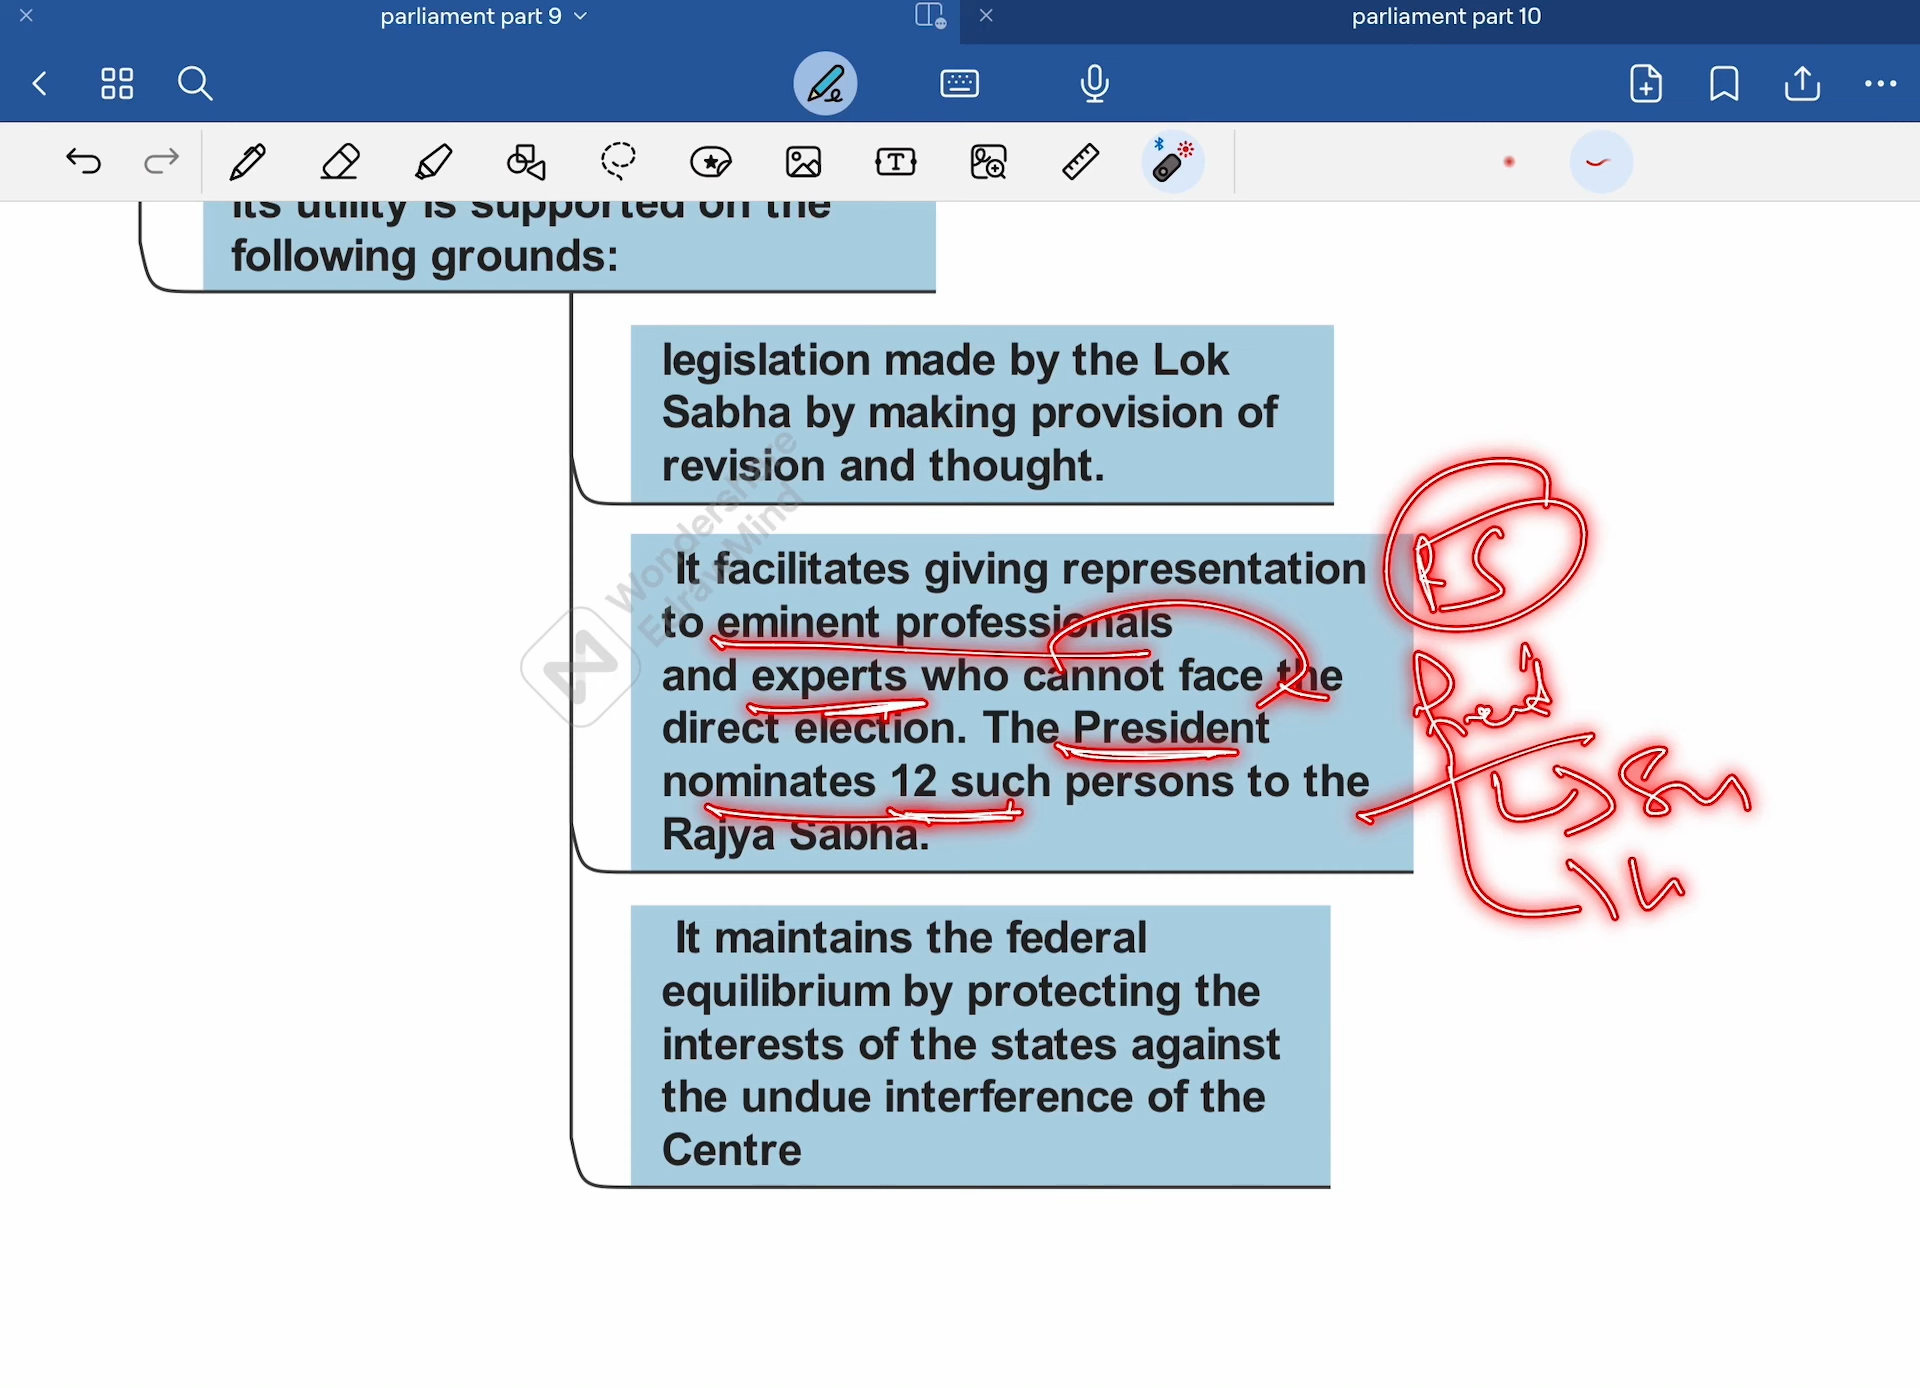 parliament part 9
parliament part 10
its utility is supported on the
following grounds:
legislation made by the Lok
Sabha by making provision of
revision and thought.
It facilitates giving representation
to eminent professionals
and experts who cannot face the
direct election. The President
nominates 12 such persons to the
Rajya Sabha.
RS
It maintains the federal
equilibrium by protecting the
interests of the states against
the undue interference of the
Centre
Wondershare
EdrawMind